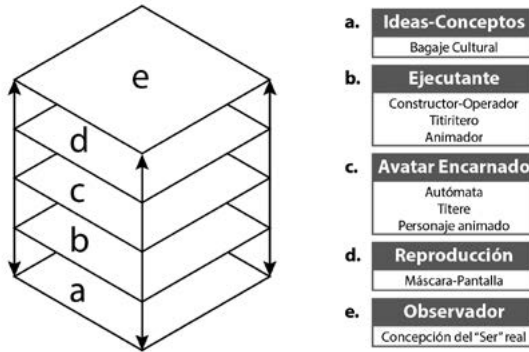 e
d
c
b
a
a. Ideas-Conceptos
Bagaje Cultural
b. Ejecutante
Constructor-Operador
Titiritero
Animador
c. Avatar Encarnado
Autómata
Títere
Personaje animado
d. Reproducción
Máscara-Pantalla
e. Observador
Concepción del "Ser" real